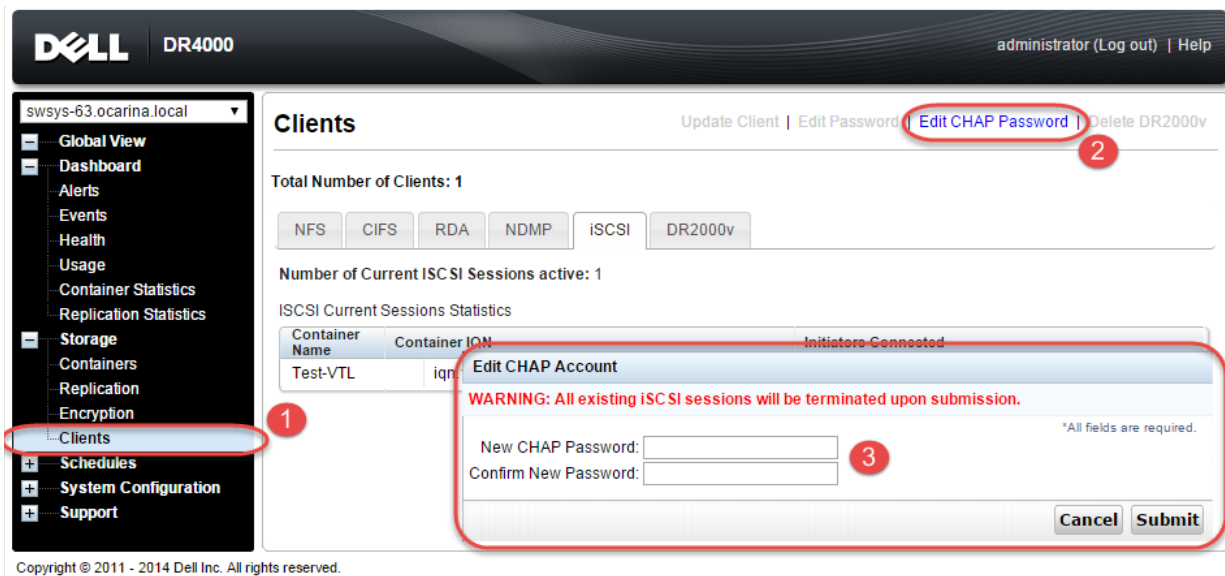 DELL DR4000 administrator (Log out) | Help
swsys-63.ocarina.local
Global View
Dashboard
Alerts
Events
Health
Usage
Container Statistics
Replication Statistics
Storage
Containers
Replication
Encryption
Clients
Schedules
System Configuration
Support
1
Clients
Update Client | Edit Password | Edit CHAP Password | Delete DR2000v
2
Total Number of Clients: 1
NFS CIFS RDA NDMP iSCSI DR2000v
Number of Current ISCSI Sessions active: 1
ISCSI Current Sessions Statistics
Container Name Container IQN Initiators Connected
Test-VTL iqn
Edit CHAP Account
WARNING: All existing iSCSI sessions will be terminated upon submission.
*All fields are required.
New CHAP Password:
Confirm New Password:
3
Cancel Submit
Copyright © 2011 - 2014 Dell Inc. All rights reserved.